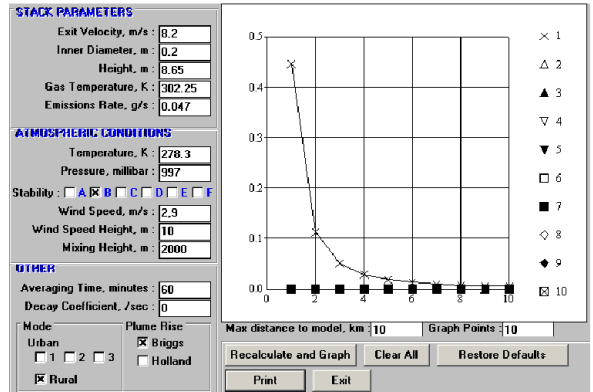 STACK PARAMETERS
Exit Velocity, m/s : 8.2
Inner Diameter, m : 0.2
Height, m : 8.65
Gas Temperature, K : 302.25
Emissions Rate, g/s : 0.047
ATMOSPHERIC CONDITIONS
Temperature, K : 278.3
Pressure, millibar : 997
Stability : A B C D E F
Wind Speed, m/s : 2.9
Wind Speed Height, m : 10
Mixing Height, m : 2000
OTHER
Averaging Time, minutes : 60
Decay Coefficient, /sec : 0
Mode
Urban
1 2 3
Rural
Plume Rise
Briggs
Holland
0.5
0.4
0.3
0.2
0.1
0.0
0 2 4 6 8 10
1
2
3
4
5
6
7
8
9
10
Max distance to model, km : 10 Graph Points : 10
Recalculate and Graph Clear All Restore Defaults
Print Exit